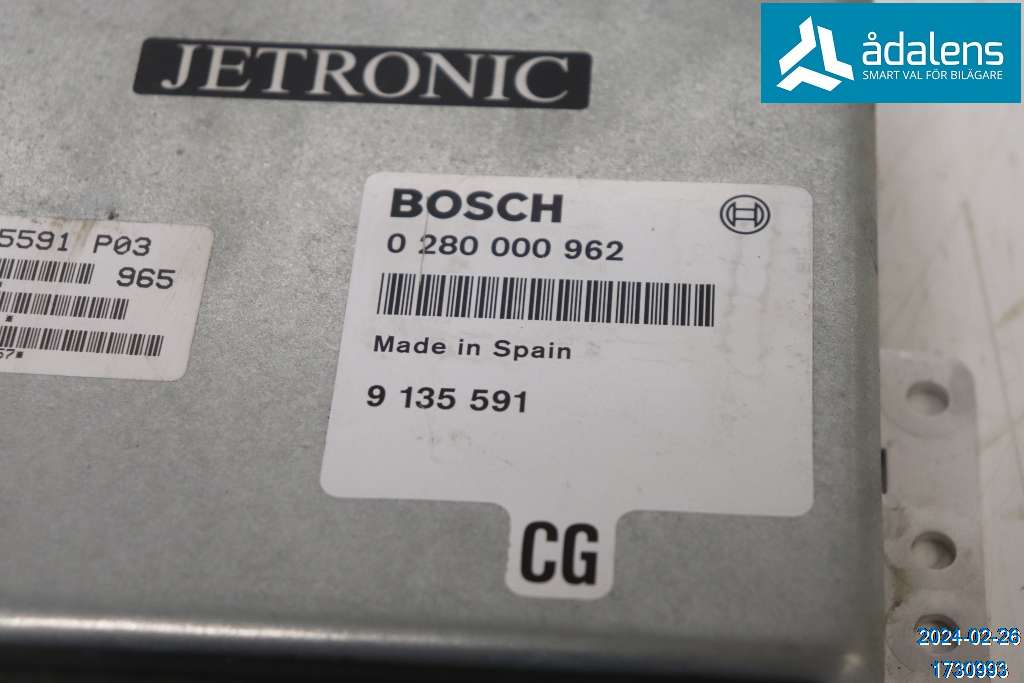 ådalens
SMART VAL FÖR BILÄGARE
JETRONIC
BOSCH
0 280 000 962
Made in Spain
9 135 591
CG
5591 P03
965
2024-02-26
1730993